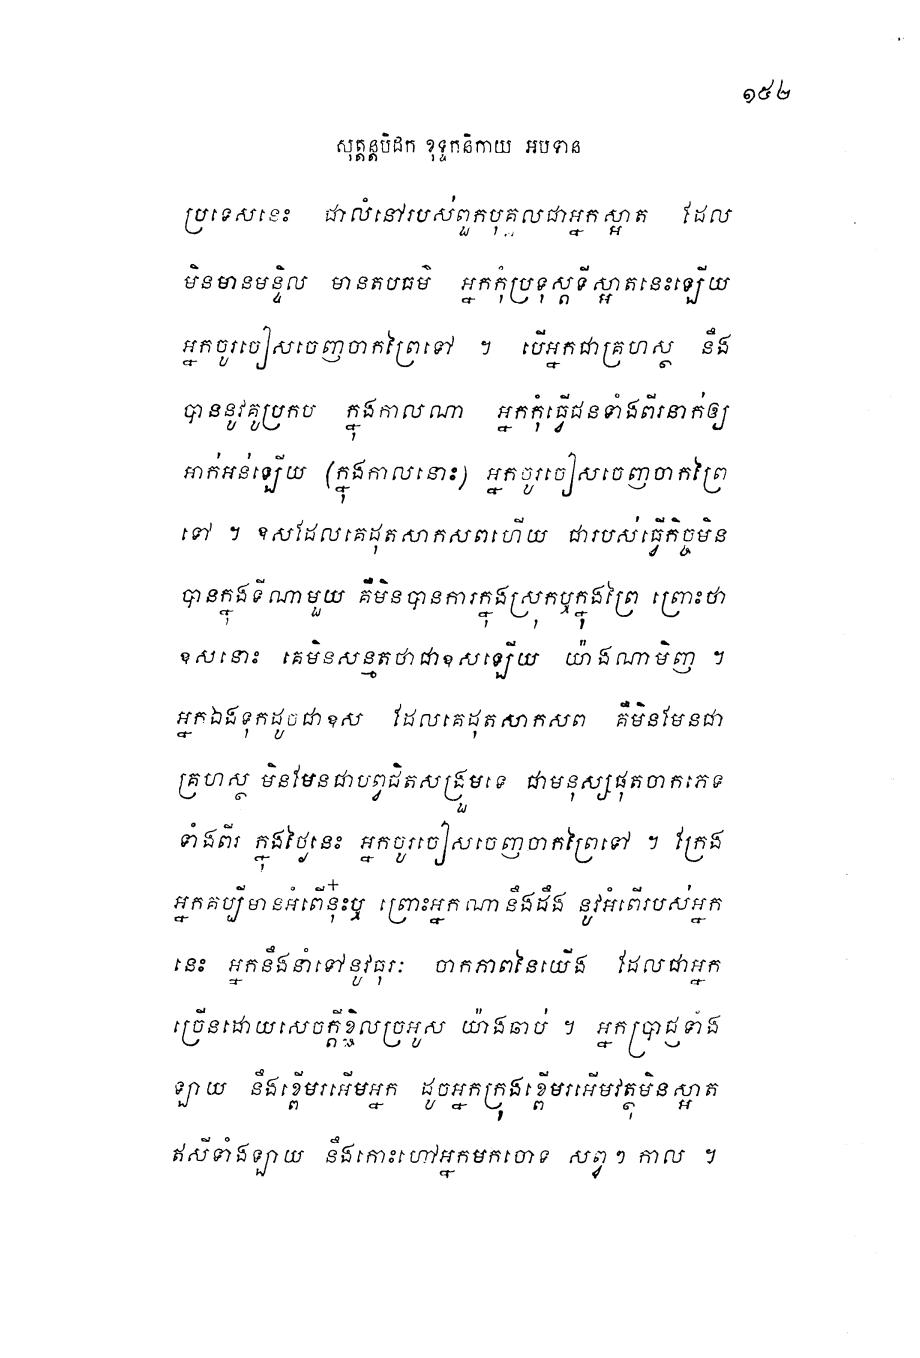 ១៥២
សុត្តន្តបិដក ខុទ្ទកនិកាយ អបទាន
ប្រទេសនេះ ជាលំនៅរបស់ពួកបុគ្គលជាអ្នកស្អាត ដែល
មិនមានមន្ទិល មានតបធម៌ អ្នកកុំប្រទុស្តទីស្អាតនេះឡើយ
អ្នកចូរចៀសចេញចាកព្រៃទៅ ។ បើអ្នកជាគ្រហស្ថ នឹង
បាននូវគូប្រកប ក្នុងកាលណា អ្នកកុំធ្វើជនទាំងពីរនាក់ឲ្យ
អាក់អន់ឡើយ (ក្នុងកាលនោះ) អ្នកចូរចៀសចេញចាកព្រៃ
ទៅ ។ ឧសដែលគេដុតសាកសពហើយ ជារបស់ធ្វើកិច្ចមិន
បានក្នុងទីណាមួយ គឺមិនបានការក្នុងស្រុកឬក្នុងព្រៃ ព្រោះថា
ឧសនោះ គេមិនសន្មតថាជាឧសឡើយ យ៉ាងណាមិញ ។
អ្នកឯងទុកដូចជាឧស ដែលគេដុតសាកសព គឺមិនមែនជា
គ្រហស្ថ មិនមែនជាបព្វជិតសង្រួមទេ ជាមនុស្សផុតចាកភេទ
ទាំងពីរ ក្នុងថ្ងៃនេះ អ្នកចូរចៀសចេញចាកព្រៃទៅ ។ ក្រែង
អ្នកគប្បីមានអំពើនុ៎ះឬ ព្រោះអ្នកណានឹងដឹង នូវអំពើរបស់អ្នក
នេះ អ្នកនឹងនាំទៅនូវធុរៈ ចាកភាពនៃយើង ដែលជាអ្នក
ច្រើនដោយសេចក្តីខ្ជិលច្រអូស យ៉ាងឆាប់ ។ អ្នកប្រាជ្ញទាំង
ឡាយ នឹងខ្ពើមរអើមអ្នក ដូចអ្នកក្រុងខ្ពើមរអើមវត្ថុមិនស្អាត
ឥសីទាំងឡាយ នឹងកោះហៅអ្នកមកចោទ សព្វ ៗ កាល ។